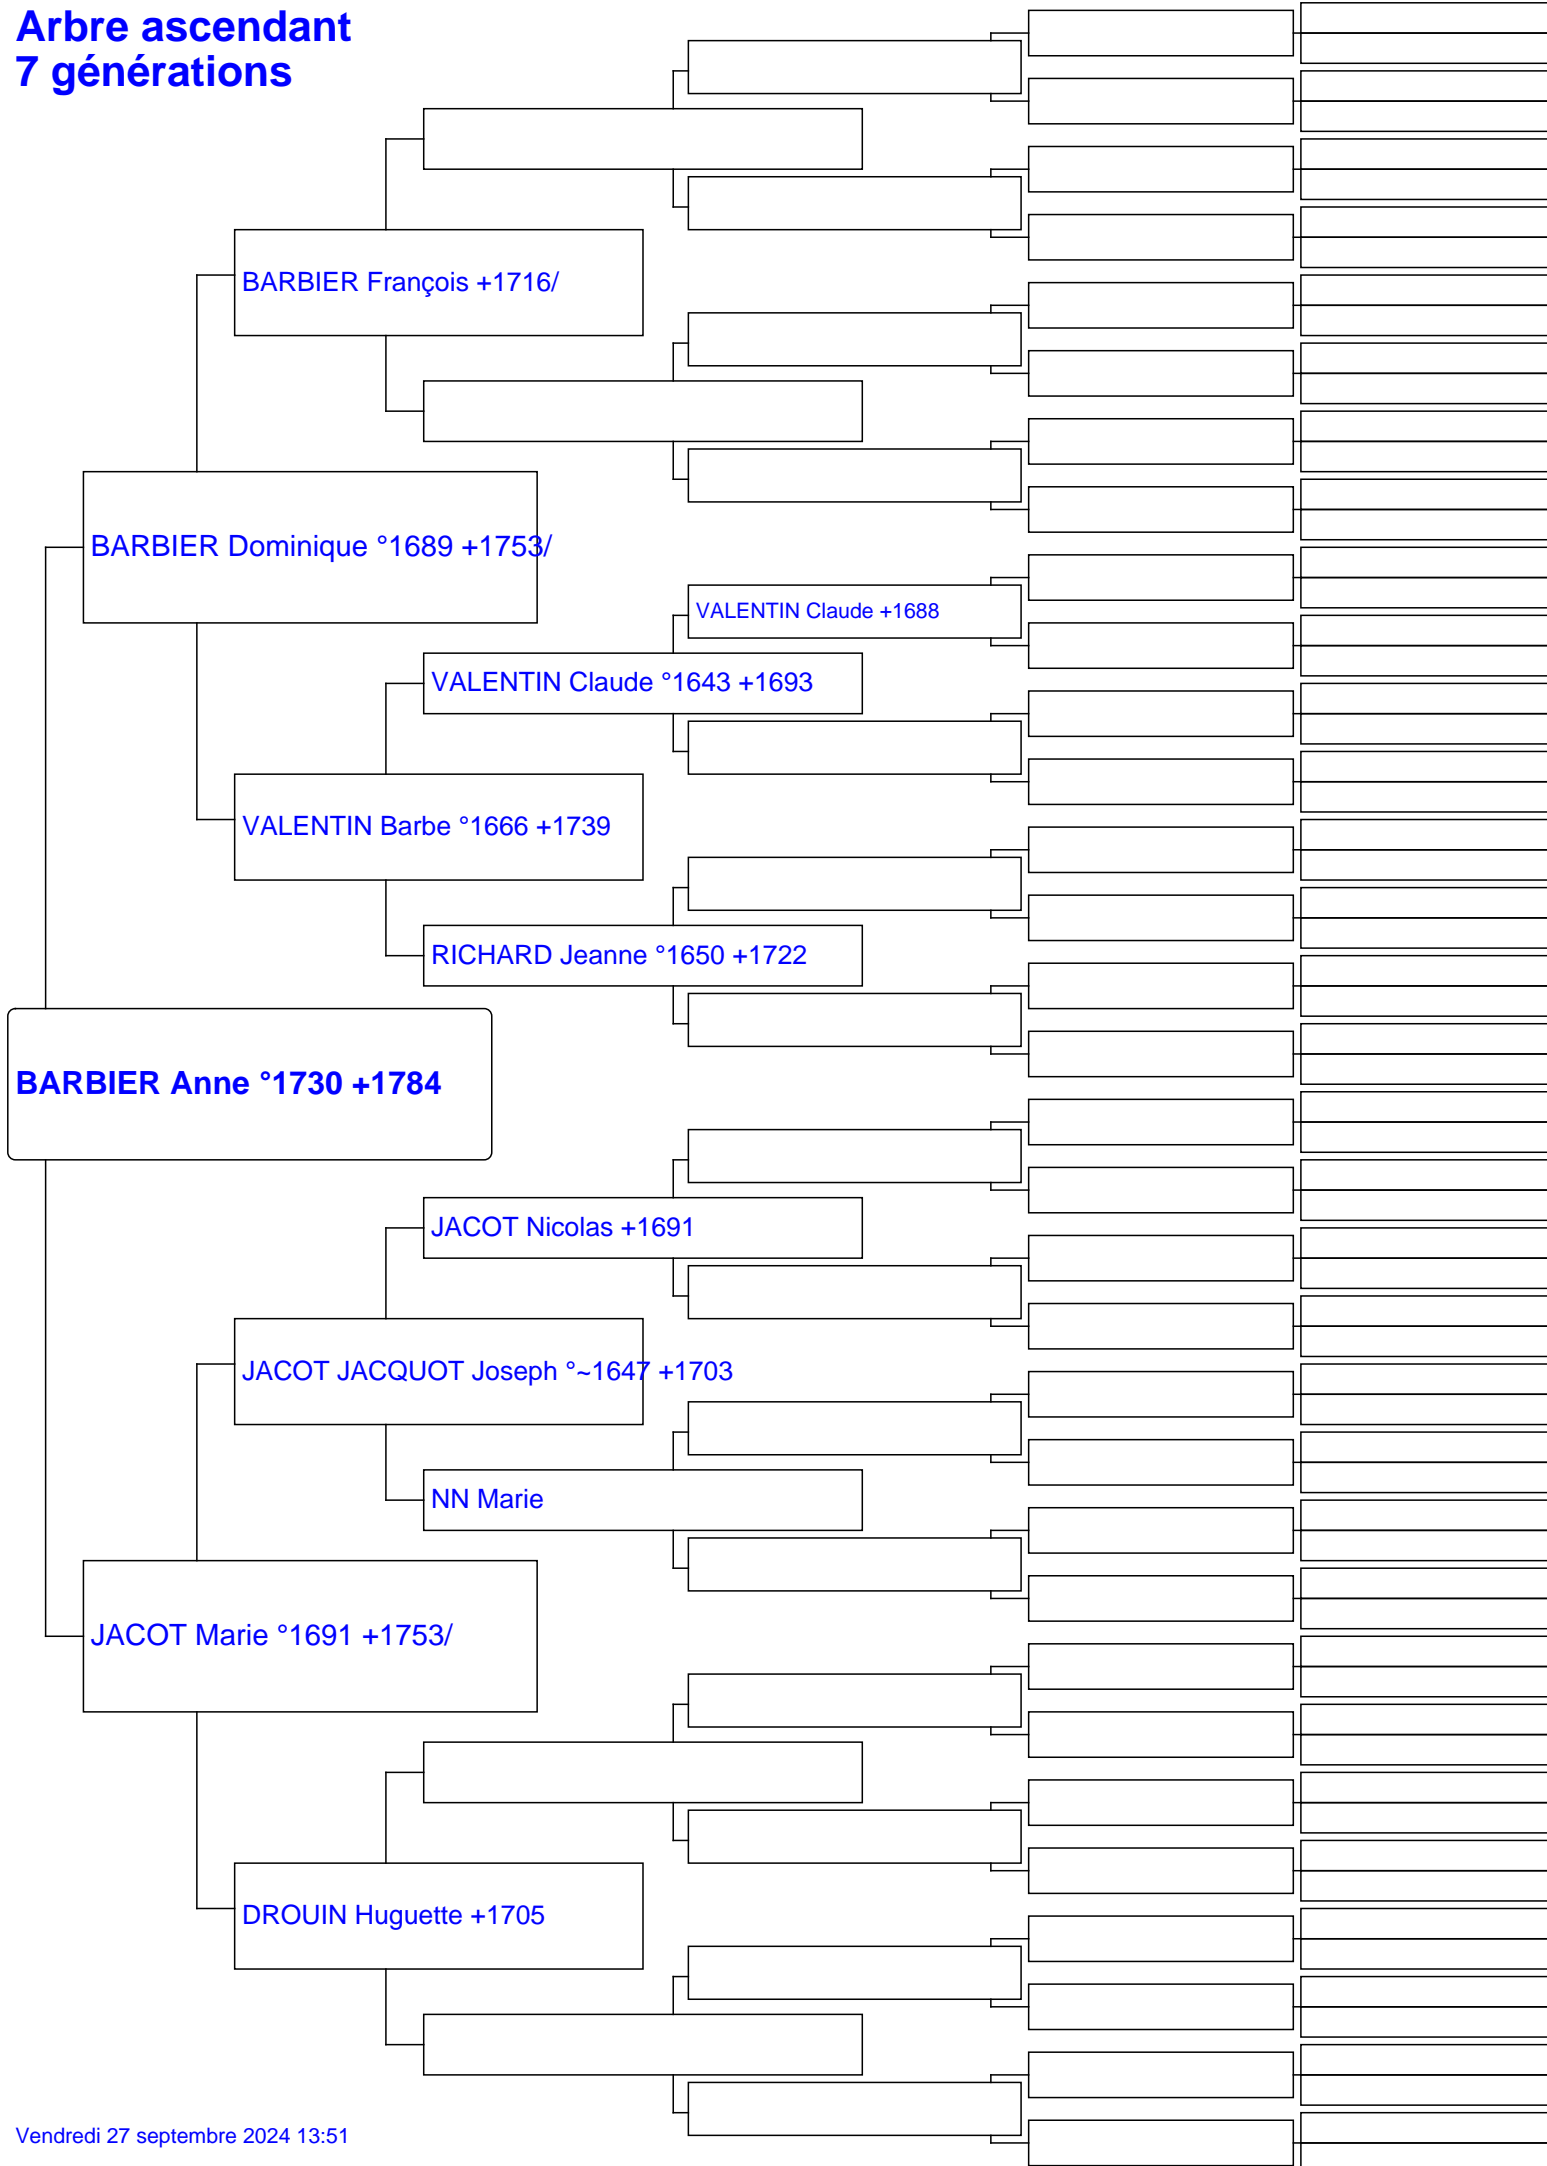 Arbre ascendant
7 générations
BARBIER François +1716/
BARBIER Dominique °1689 +1753/
VALENTIN Claude +1688
VALENTIN Claude °1643 +1693
VALENTIN Barbe °1666 +1739
RICHARD Jeanne °1650 +1722
BARBIER Anne °1730 +1784
JACOT Nicolas +1691
JACOT JACQUOT Joseph °~1647 +1703
NN Marie
JACOT Marie °1691 +1753/
DROUIN Huguette +1705
Vendredi 27 septembre 2024 13:51